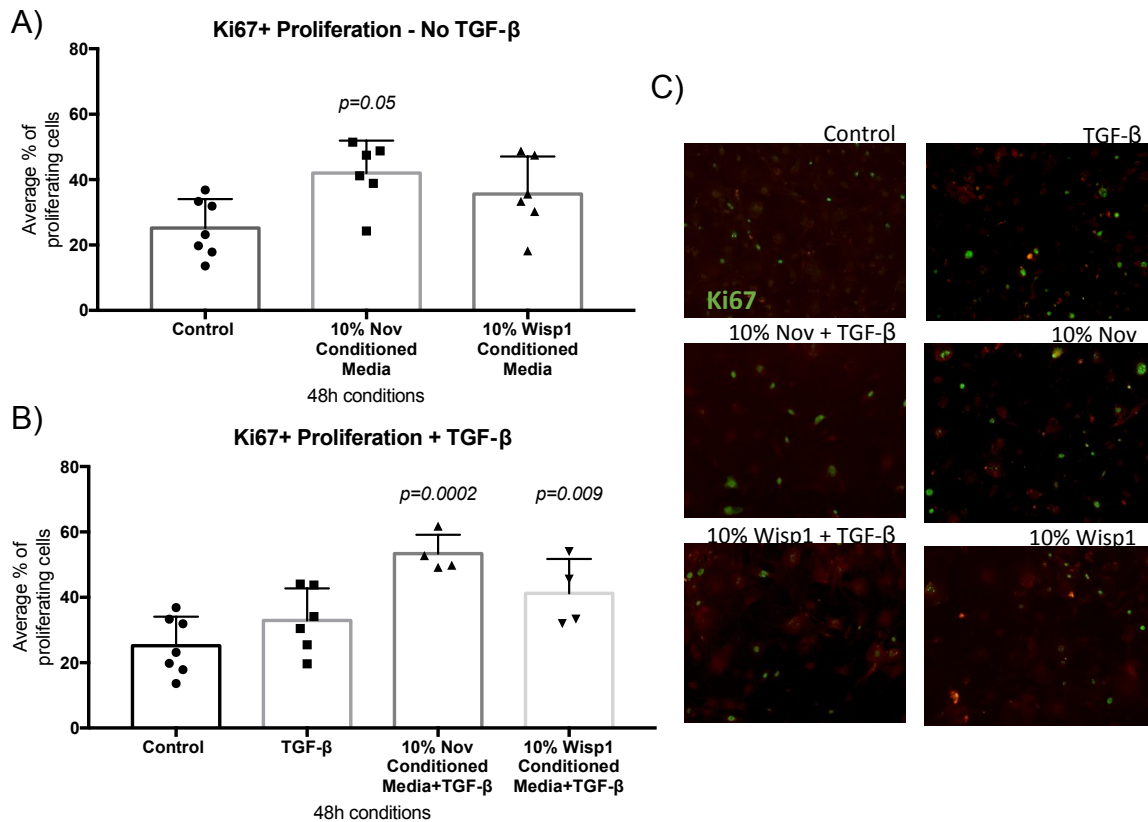 A)
Ki67+ Proliferation - No TGF-β
Average % of
proliferating cells
80
60
40
20
0
p=0.05
Control
10% Nov
Conditioned
Media
10% Wisp1
Conditioned
Media
48h conditions
B)
Ki67+ Proliferation + TGF-β
Average % of
proliferating cells
80
60
40
20
0
p=0.0002
p=0.009
Control
TGF-β
10% Nov
Conditioned
Media+TGF-β
10% Wisp1
Conditioned
Media+TGF-β
48h conditions
C)
Control
TGF-β
Ki67
10% Nov + TGF-β
10% Nov
10% Wisp1 + TGF-β
10% Wisp1